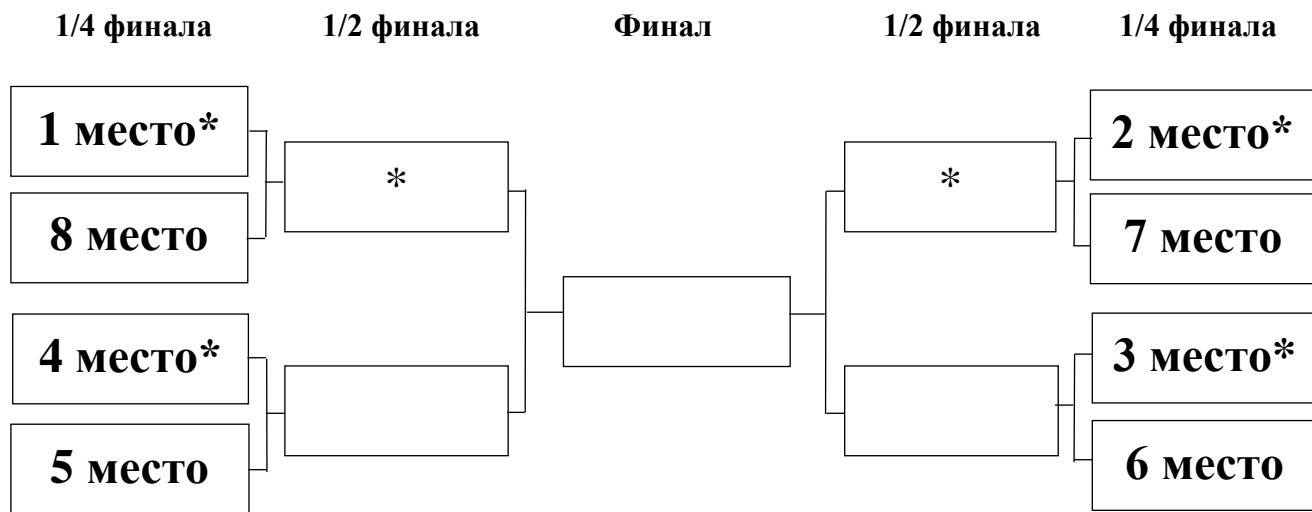 1/4 финала 1/2 финала Финал 1/2 финала 1/4 финала
1 место*
8 место
4 место*
5 место
*
*
2 место*
7 место
3 место*
6 место